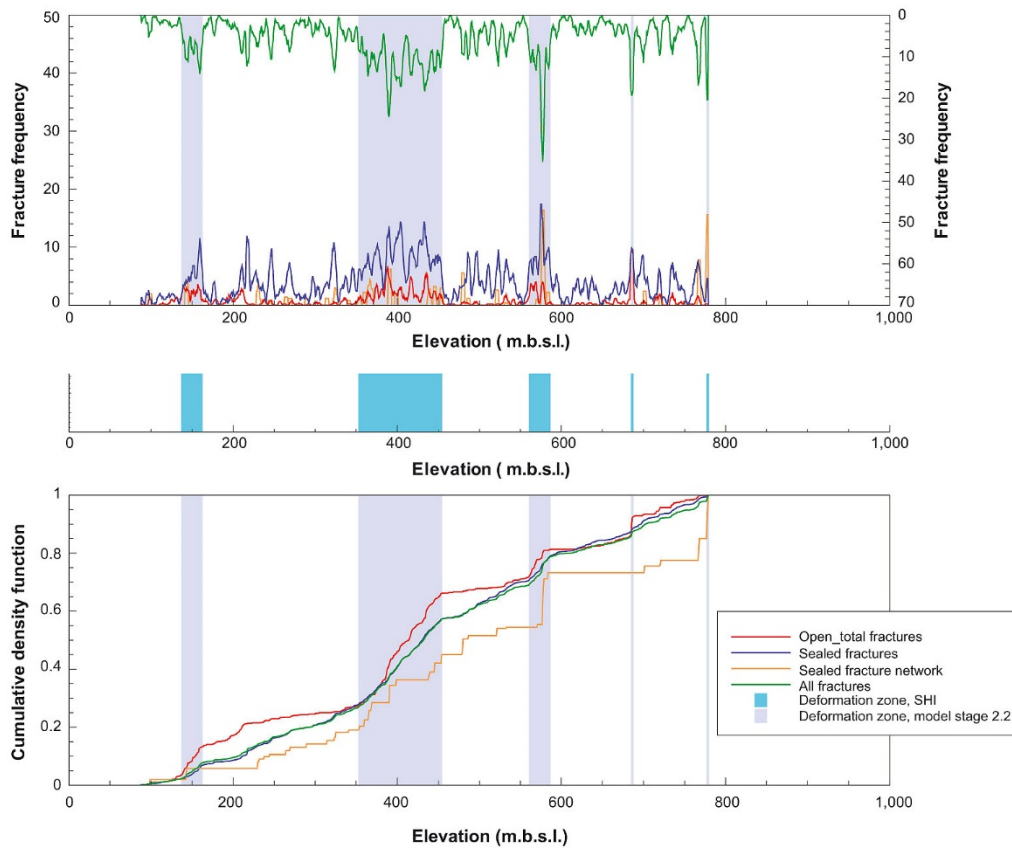 50
40
30
20
10
0
Fracture frequency
0
10
20
30
40
50
60
70
Fracture frequency
0 200 400 600 800 1,000
Elevation ( m.b.s.l.)
0 200 400 600 800 1,000
Elevation (m.b.s.l.)
1
0.8
0.6
0.4
0.2
0
Cumulative density function
Open_total fractures
Sealed fractures
Sealed fracture network
All fractures
Deformation zone, SHI
Deformation zone, model stage 2.2
0 200 400 600 800 1,000
Elevation (m.b.s.l.)